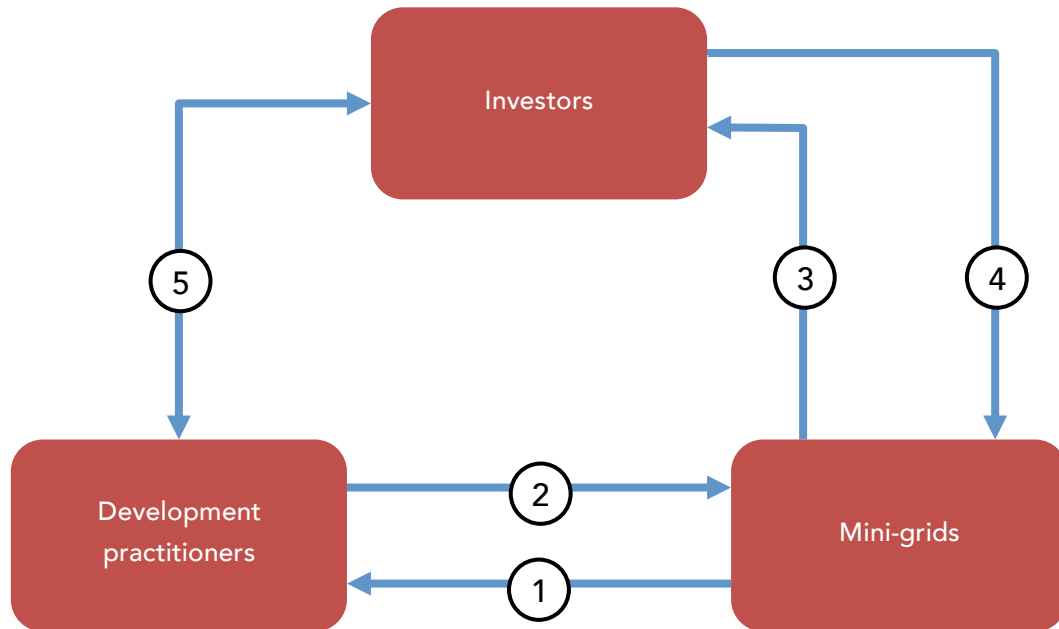 Investors
5
3
4
Development
practitioners
2
Mini-grids
1